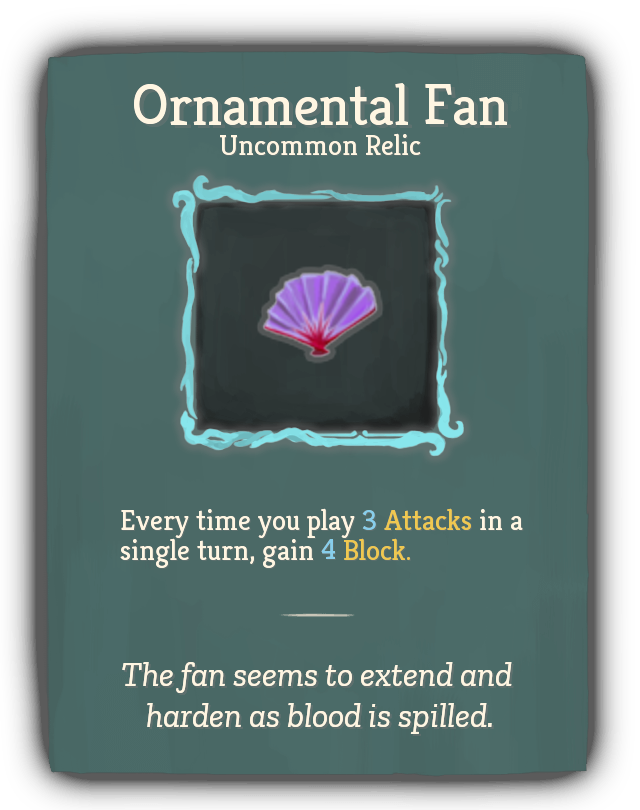 Ornamental Fan
Uncommon Relic
Every time you play 3 Attacks in a
single turn, gain 4 Block.
The fan seems to extend and
harden as blood is spilled.